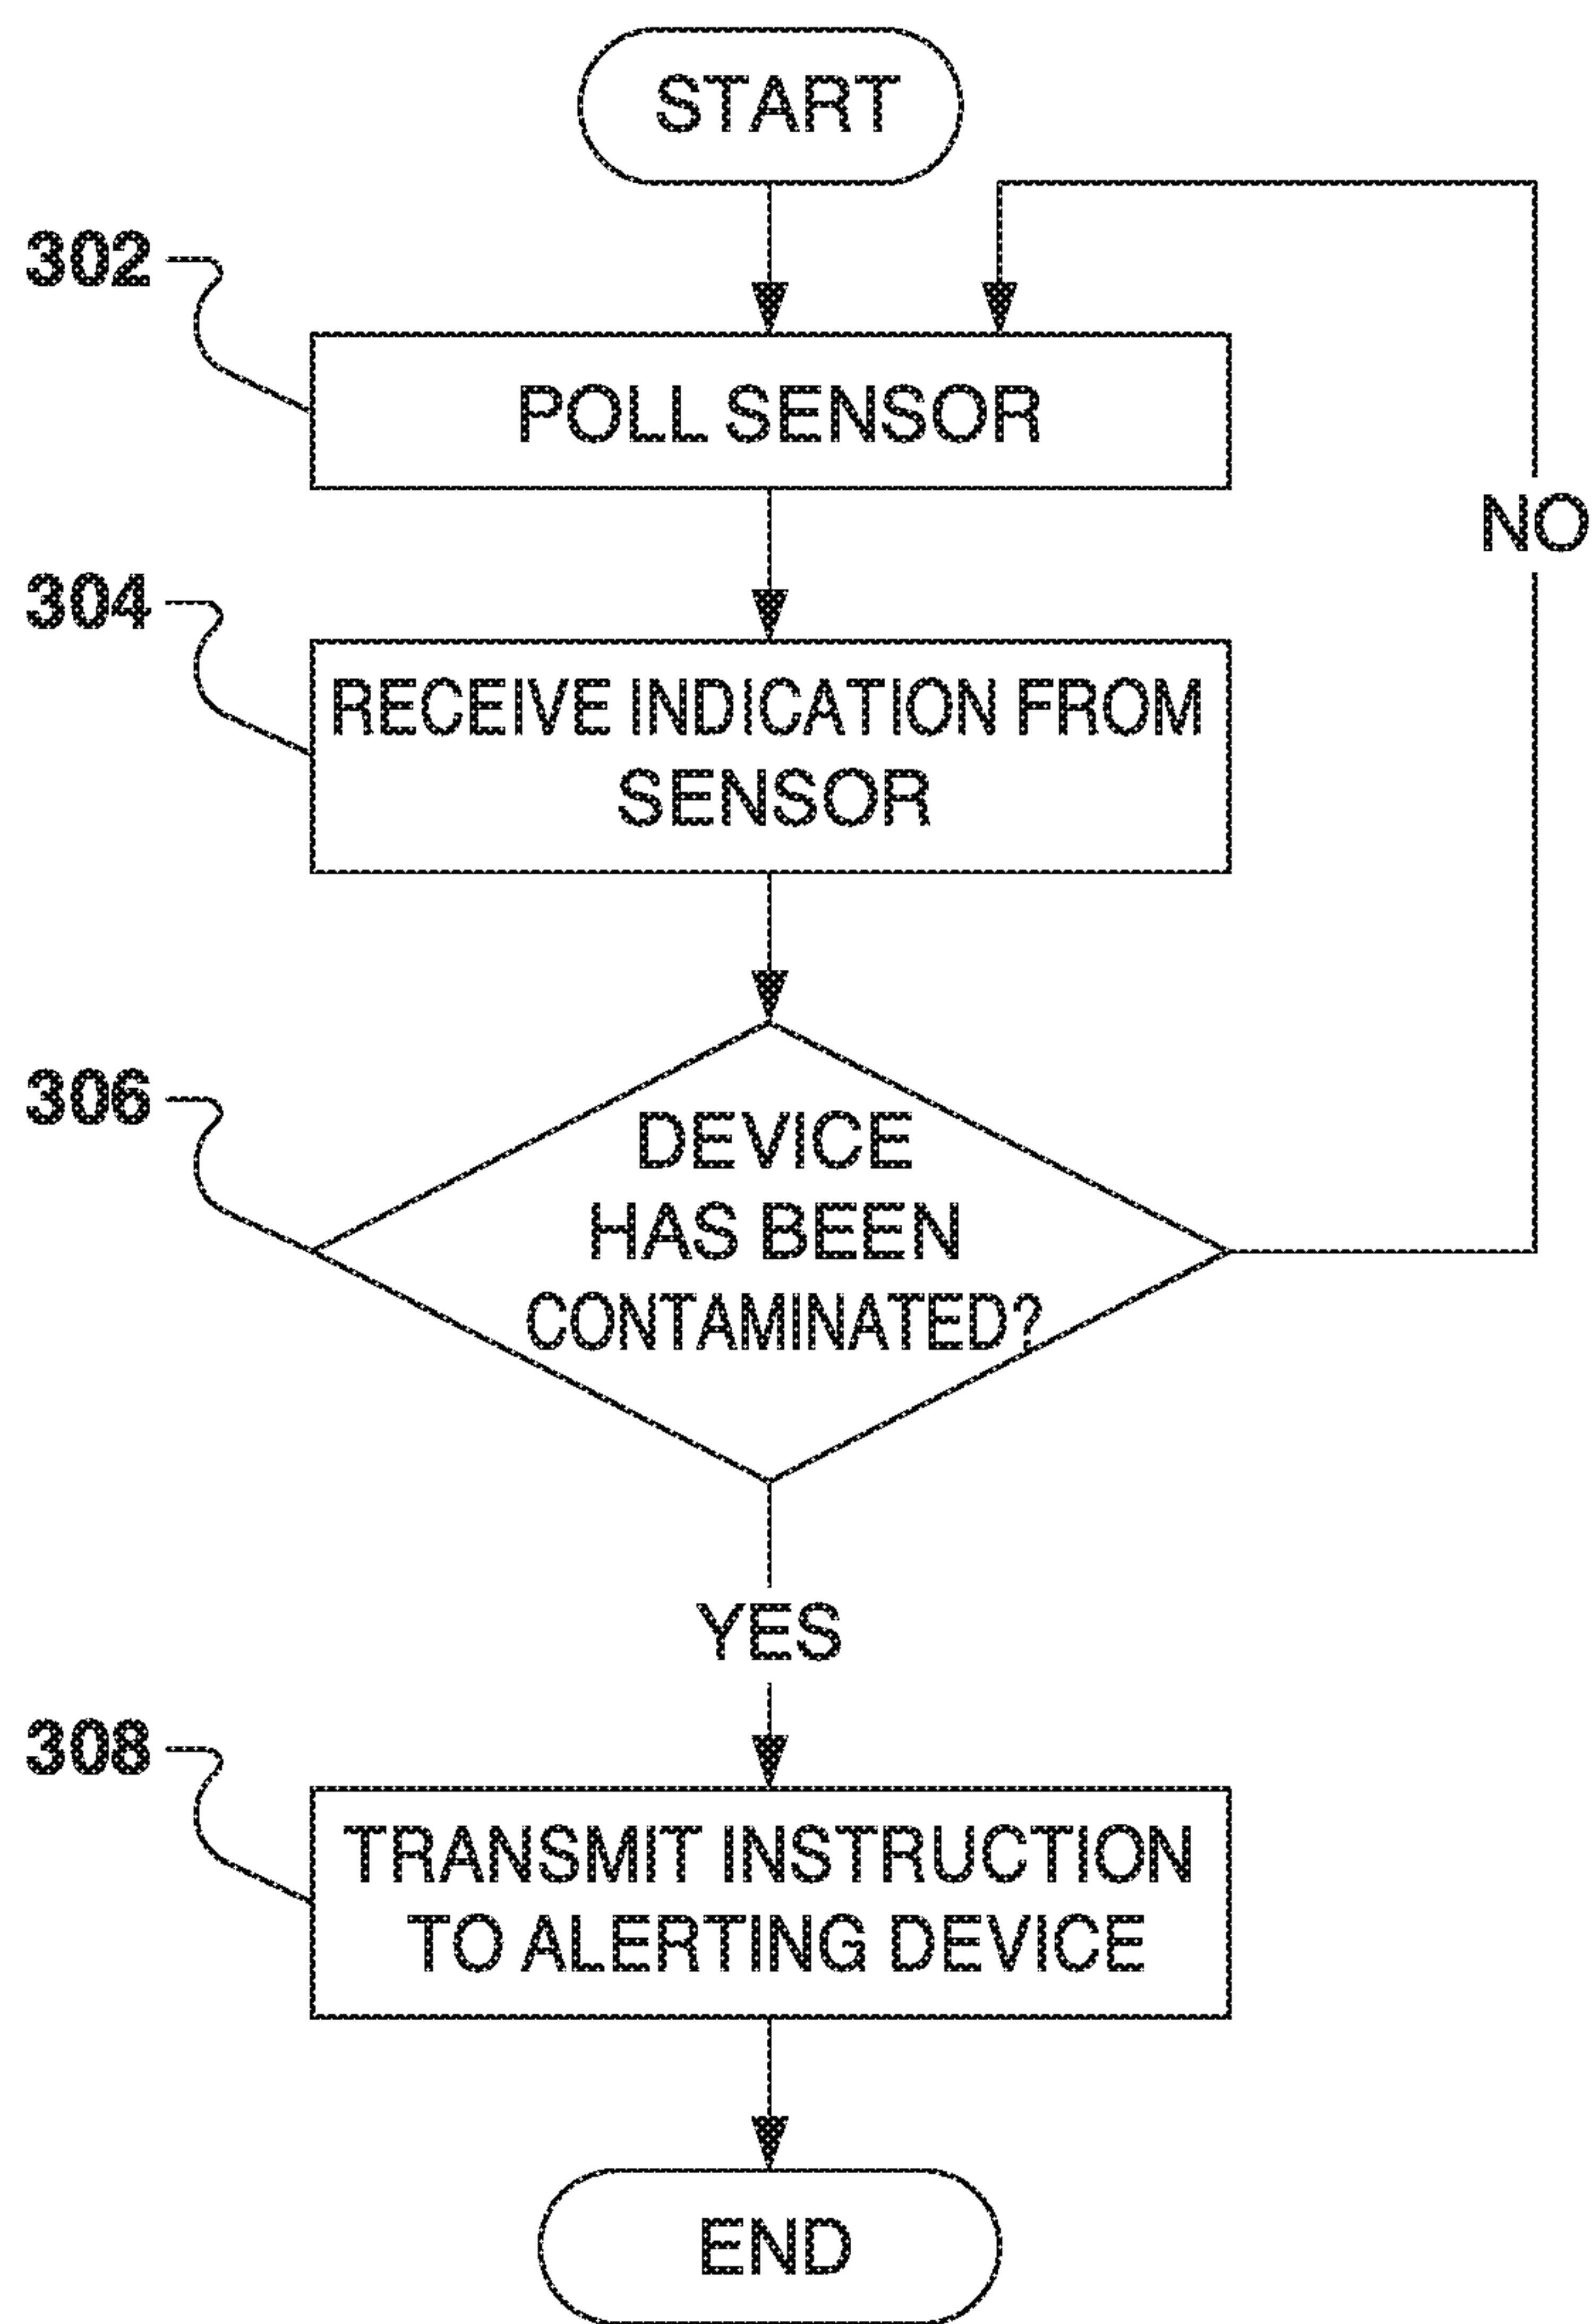 START
302
POLL SENSOR
NO
304
RECEIVE INDICATION FROM
SENSOR
306
DEVICE
HAS BEEN
CONTAMINATED?
YES
308
TRANSMIT INSTRUCTION
TO ALERTING DEVICE
END